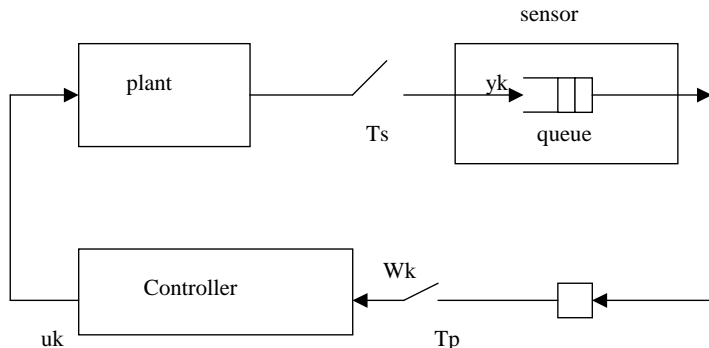 sensor
plant
yk
Ts
queue
Wk
Controller
uk
Tp